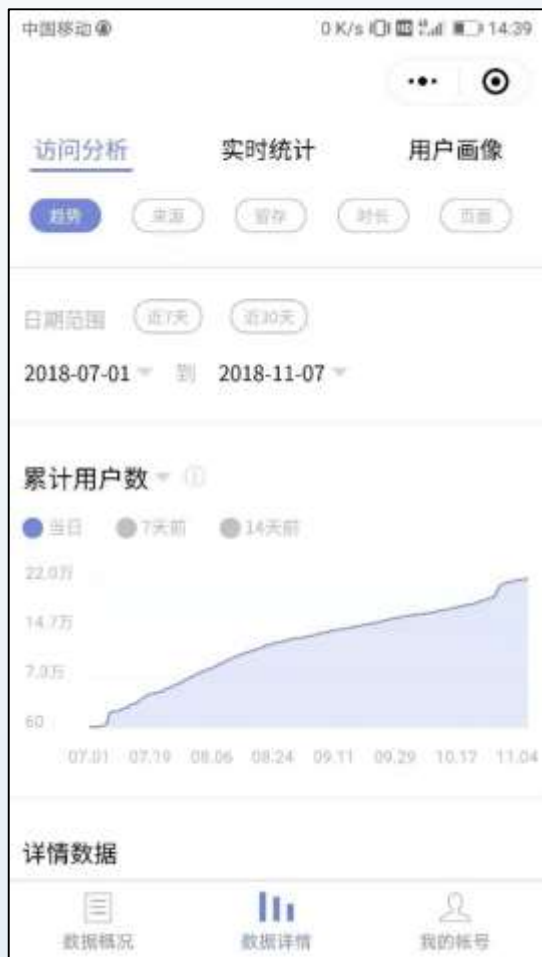 中国移动 0 K/s HD 14:39
访问分析 实时统计 用户画像
趋势 来源 留存 时长 页面
日期范围 近7天 近30天
2018-07-01 到 2018-11-07
累计用户数
当日 7天前 14天前
22.0万
14.7万
60
07.01 07.19 08.06 08.24 09.11 09.29 10.17 11.04
详情数据
数据概况 数据详情 我的帐号